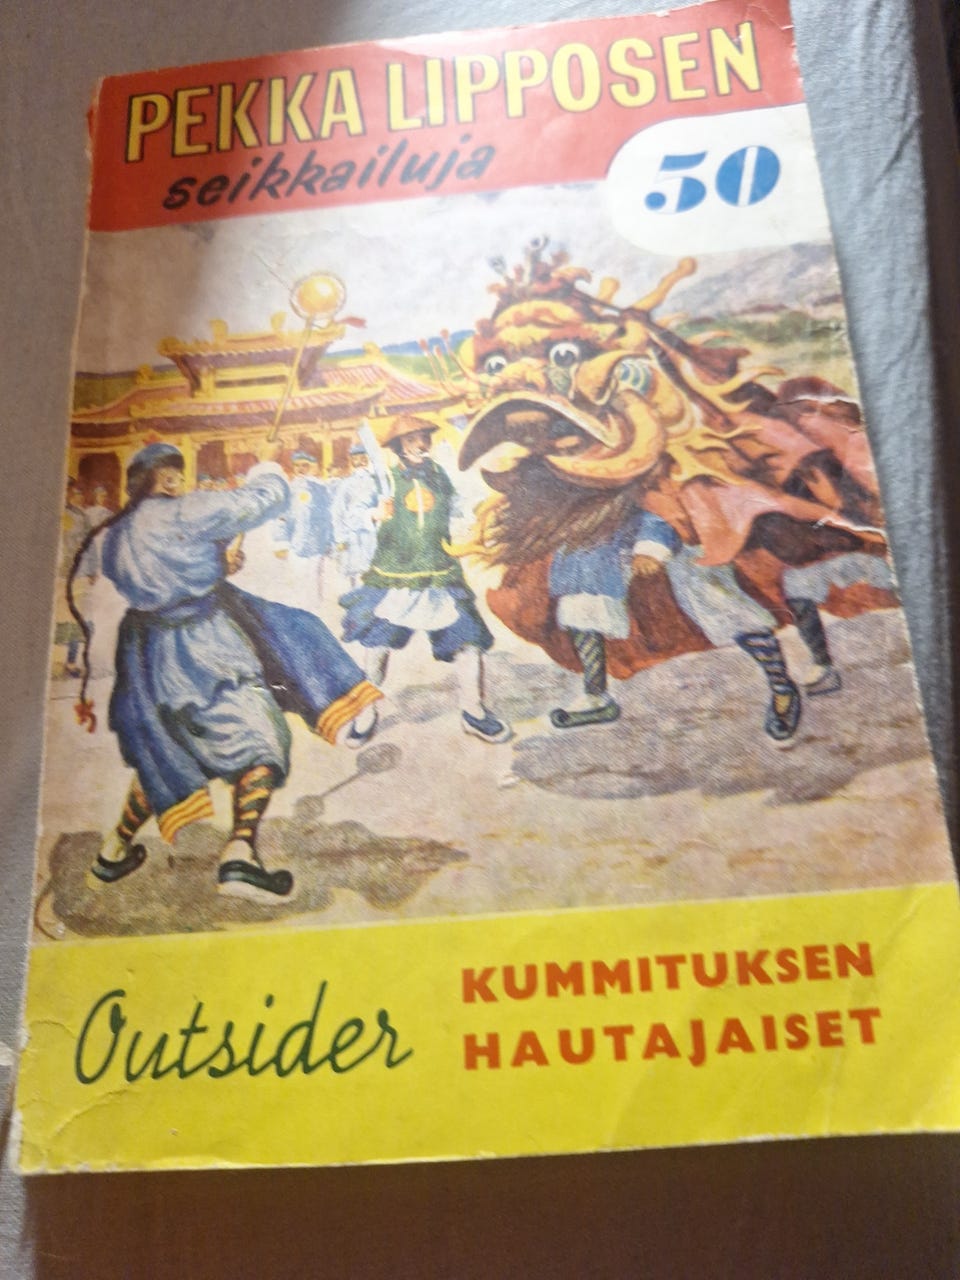 PEKKA LIPPOSEN
seikkailuja
50
Outsider
KUMMITUKSEN
HAUTAJAISET